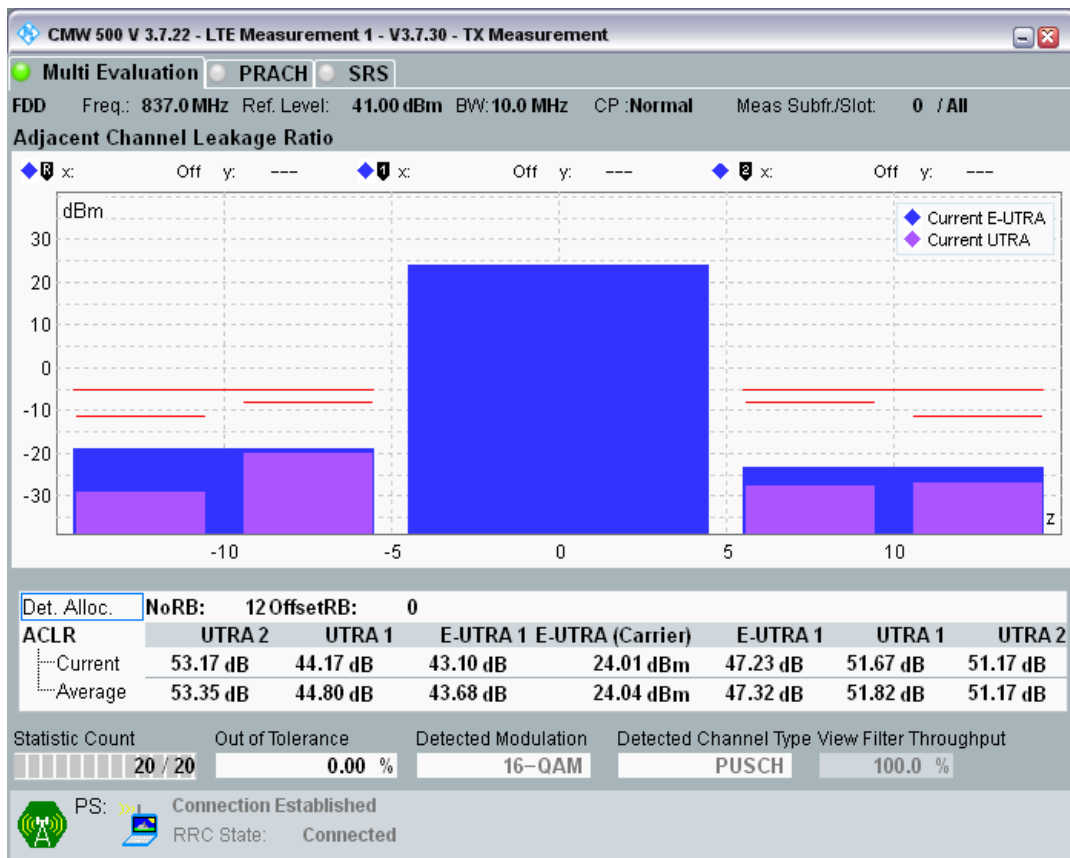 CMW 500 V 3.7.22 - LTE Measurement 1 - V3.7.30 - TX Measurement
Multi Evaluation PRACH SRS
FDD Freq.: 837.0 MHz Ref. Level: 41.00 dBm BW: 10.0 MHz CP :Normal Meas Subfr./Slot: 0 / All
Adjacent Channel Leakage Ratio
R x: Off y: --- 1 x: Off y: --- 2 x: Off y: ---
dBm
Current E-UTRA
Current UTRA
30
20
10
0
-10
-20
-30
z
-10 -5 0 5 10
Det. Alloc. NoRB: 12 OffsetRB: 0
ACLR UTRA 2 UTRA 1 E-UTRA 1 E-UTRA (Carrier) E-UTRA 1 UTRA 1 UTRA 2
Current 53.17 dB 44.17 dB 43.10 dB 24.01 dBm 47.23 dB 51.67 dB 51.17 dB
Average 53.35 dB 44.80 dB 43.68 dB 24.04 dBm 47.32 dB 51.82 dB 51.17 dB
Statistic Count Out of Tolerance Detected Modulation Detected Channel Type View Filter Throughput
20 / 20 0.00 % 16-QAM PUSCH 100.0 %
PS: Connection Established
RRC State: Connected